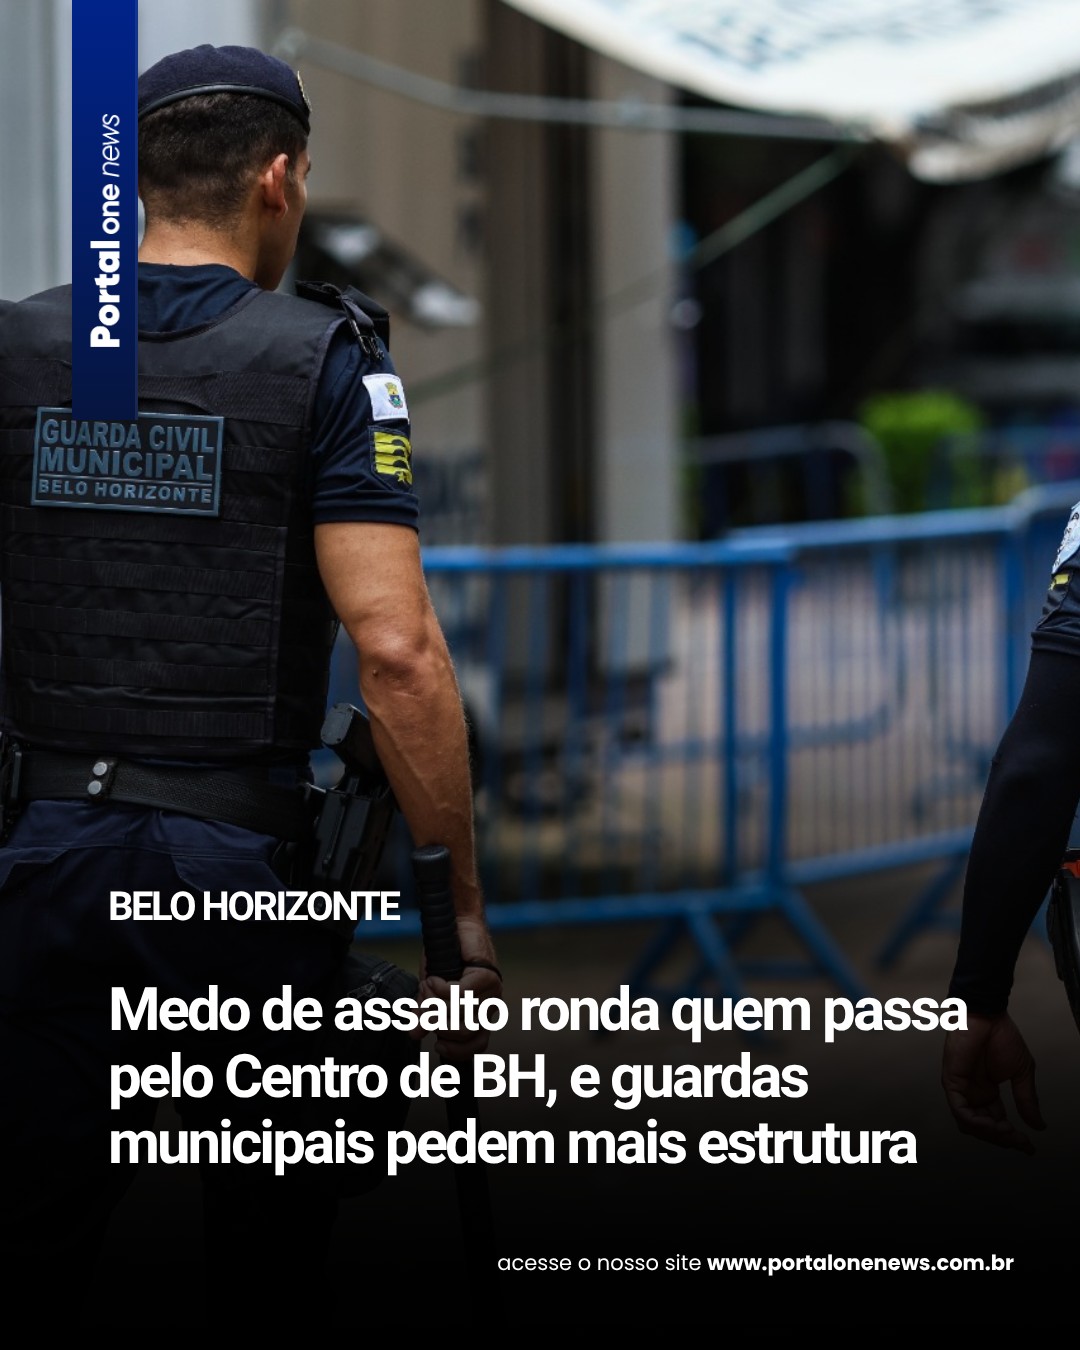 Portal one news
GUARDA CIVIL
MUNICIPAL
BELO HORIZONTE
BELO HORIZONTE
Medo de assalto ronda quem passa
pelo Centro de BH, e guardas
municipais pedem mais estrutura
acesse o nosso site www.portalonenews.com.br